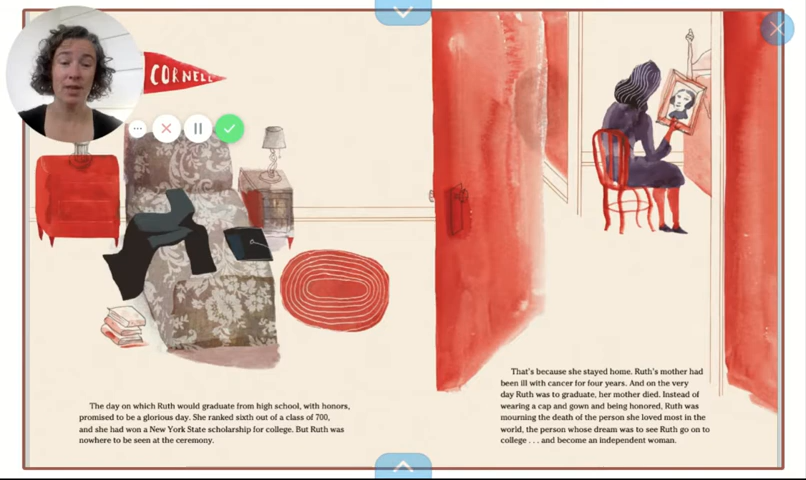 CORNELL
The day on which Ruth would graduate from high school, with honors,
promised to be a glorious day. She ranked sixth out of a class of 700,
and she had won a New York State scholarship for college. But Ruth was
nowhere to be seen at the ceremony.
That's because she stayed home. Ruth's mother had
been ill with cancer for four years. And on the very
day Ruth was to graduate, her mother died. Instead of
wearing a cap and gown and being honored, Ruth was
mourning the death of the person she loved most in the
world, the person whose dream was to see Ruth go on to
college . . . and become an independent woman.